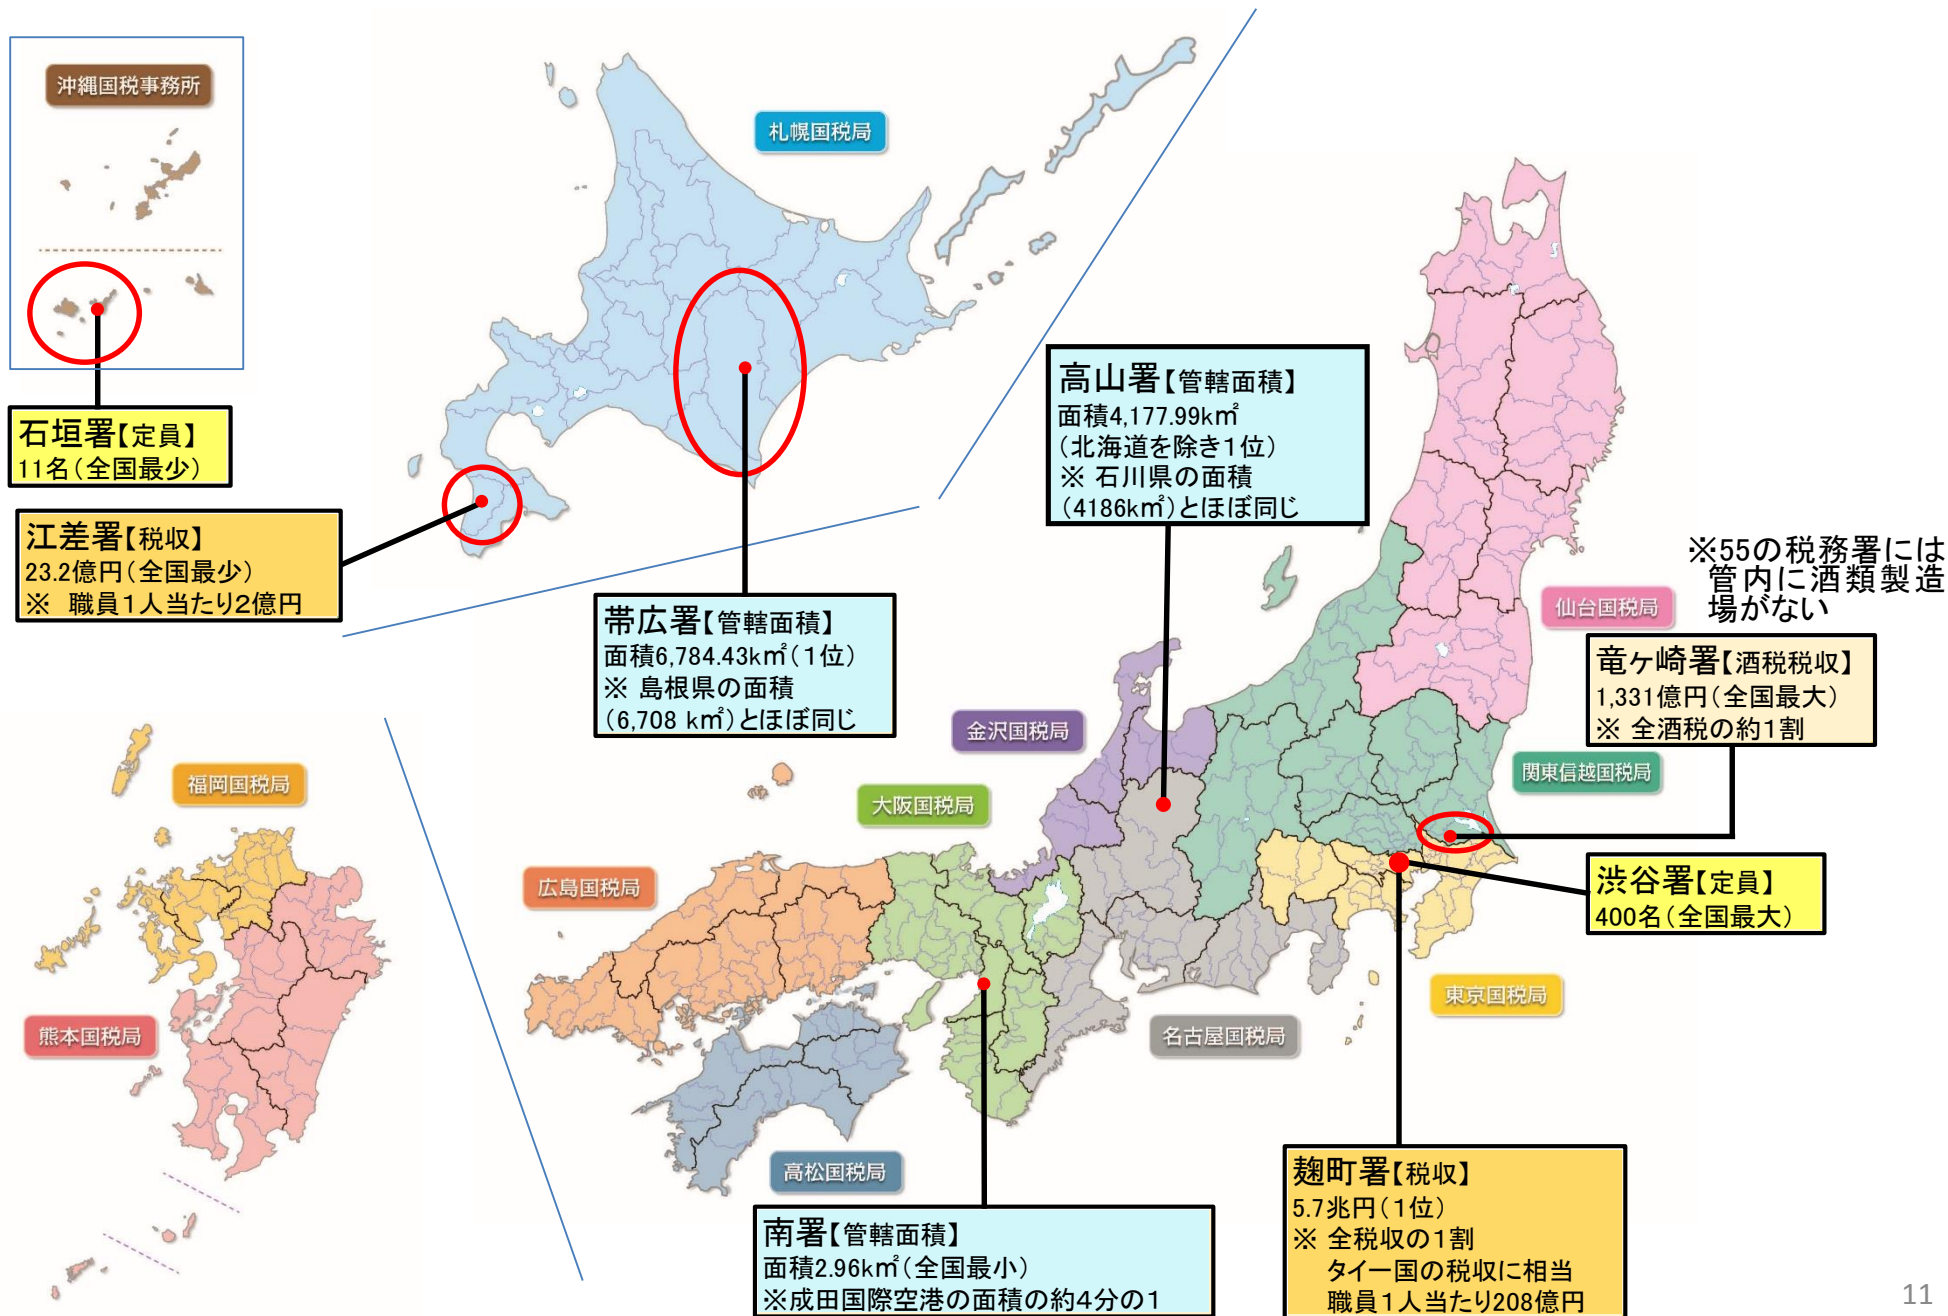 沖縄国税事務所
札幌国税局
石垣署【定員】
11名(全国最少)
江差署【税収】
23.2億円(全国最少)
※ 職員1人当たり2億円
帯広署【管轄面積】
面積6,784.43k㎡(1位)
※ 島根県の面積
(6,708 k㎡)とほぼ同じ
高山署【管轄面積】
面積4,177.99k㎡
(北海道を除き1位)
※ 石川県の面積
(4186k㎡)とほぼ同じ
※55の税務署には
管内に酒類製造
場がない
仙台国税局
竜ヶ崎署【酒税税収】
1,331億円(全国最大)
※ 全酒税の約1割
金沢国税局
関東信越国税局
福岡国税局
大阪国税局
広島国税局
渋谷署【定員】
400名(全国最大)
東京国税局
熊本国税局
名古屋国税局
高松国税局
南署【管轄面積】
面積2.96k㎡(全国最小)
※成田国際空港の面積の約4分の1
麹町署【税収】
5.7兆円(1位)
※ 全税収の1割
タイ一国の税収に相当
職員1人当たり208億円
11